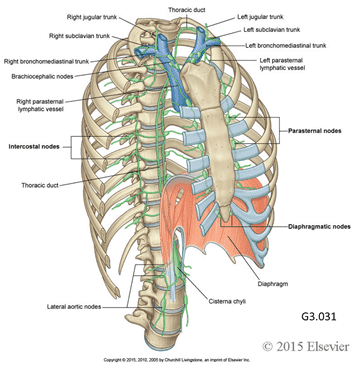 Thoracic duct
Right jugular trunk
Left jugular trunk
Right subclavian trunk
Left subclavian trunk
Left bronchomediastinal trunk
Right bronchomediastinal trunk
Left parasternal
lymphatic vessel
Brachiocephalic nodes
Right parasternal
lymphatic vessel
Parasternal nodes
Intercostal nodes
Thoracic duct
Diaphragmatic nodes
Diaphragm
Cisterna chyli
Lateral aortic nodes
G3.031
© 2015 Elsevier
Copyright © 2015, 2010, 2005 by Churchill Livingstone, an imprint of Elsevier Inc.